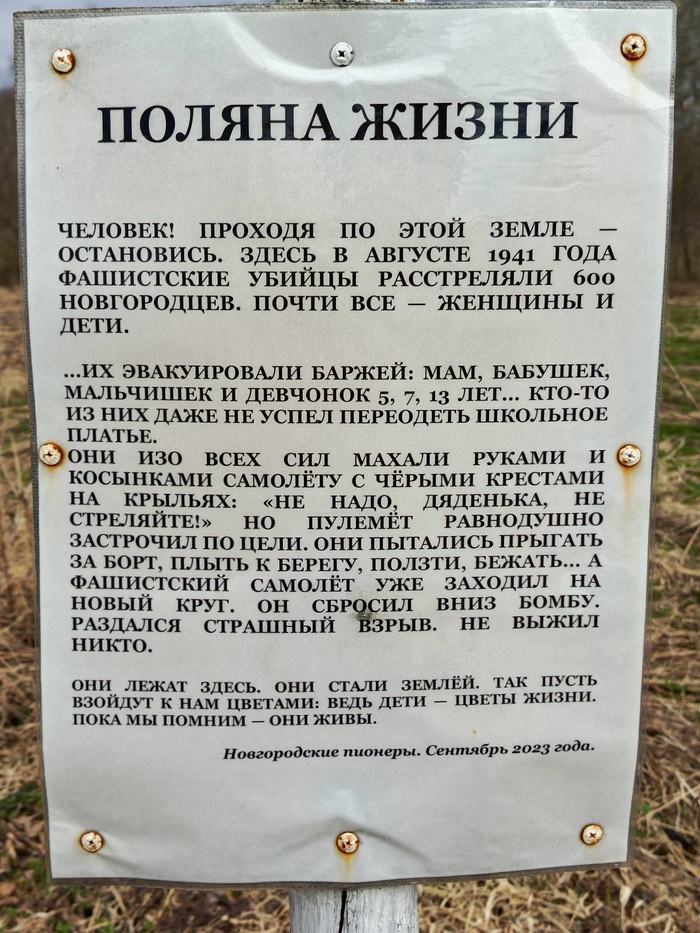 ПОЛЯНА ЖИЗНИ
ЧЕЛОВЕК! ПРОХОДЯ ПО ЭТОЙ ЗЕМЛЕ —
ОСТАНОВИСЬ. ЗДЕСЬ В АВГУСТЕ 1941 ГОДА
ФАШИСТСКИЕ УБИЙЦЫ РАССТРЕЛЯЛИ 600
НОВГОРОДЦЕВ. ПОЧТИ ВСЕ — ЖЕНЩИНЫ И
ДЕТИ.
...ИХ ЭВАКУИРОВАЛИ БАРЖЕЙ: МАМ, БАБУШЕК,
МАЛЬЧИШЕК И ДЕВЧОНОК 5, 7, 13 ЛЕТ... КТО-ТО
ИЗ НИХ ДАЖЕ НЕ УСПЕЛ ПЕРЕОДЕТЬ ШКОЛЬНОЕ
ПЛАТЬЕ.
ОНИ ИЗО ВСЕХ СИЛ МАХАЛИ РУКАМИ И
КОСЫНКАМИ САМОЛЁТУ С ЧЁРЫМИ КРЕСТАМИ
НА КРЫЛЬЯХ: «НЕ НАДО, ДЯДЕНЬКА, НЕ
СТРЕЛЯЙТЕ!» НО ПУЛЕМЁТ РАВНОДУШНО
ЗАСТРОЧИЛ ПО ЦЕЛИ. ОНИ ПЫТАЛИСЬ ПРЫГАТЬ
ЗА БОРТ, ПЛЫТЬ К БЕРЕГУ, ПОЛЗТИ, БЕЖАТЬ... А
ФАШИСТСКИЙ САМОЛЁТ УЖЕ ЗАХОДИЛ НА
НОВЫЙ КРУГ. ОН СБРОСИЛ ВНИЗ БОМБУ.
РАЗДАЛСЯ СТРАШНЫЙ ВЗРЫВ. НЕ ВЫЖИЛ
НИКТО.
ОНИ ЛЕЖАТ ЗДЕСЬ. ОНИ СТАЛИ ЗЕМЛЁЙ. ТАК ПУСТЬ
ВЗОЙДУТ К НАМ ЦВЕТАМИ: ВЕДЬ ДЕТИ — ЦВЕТЫ ЖИЗНИ.
ПОКА МЫ ПОМНИМ — ОНИ ЖИВЫ.
Новгородские пионеры. Сентябрь 2023 года.